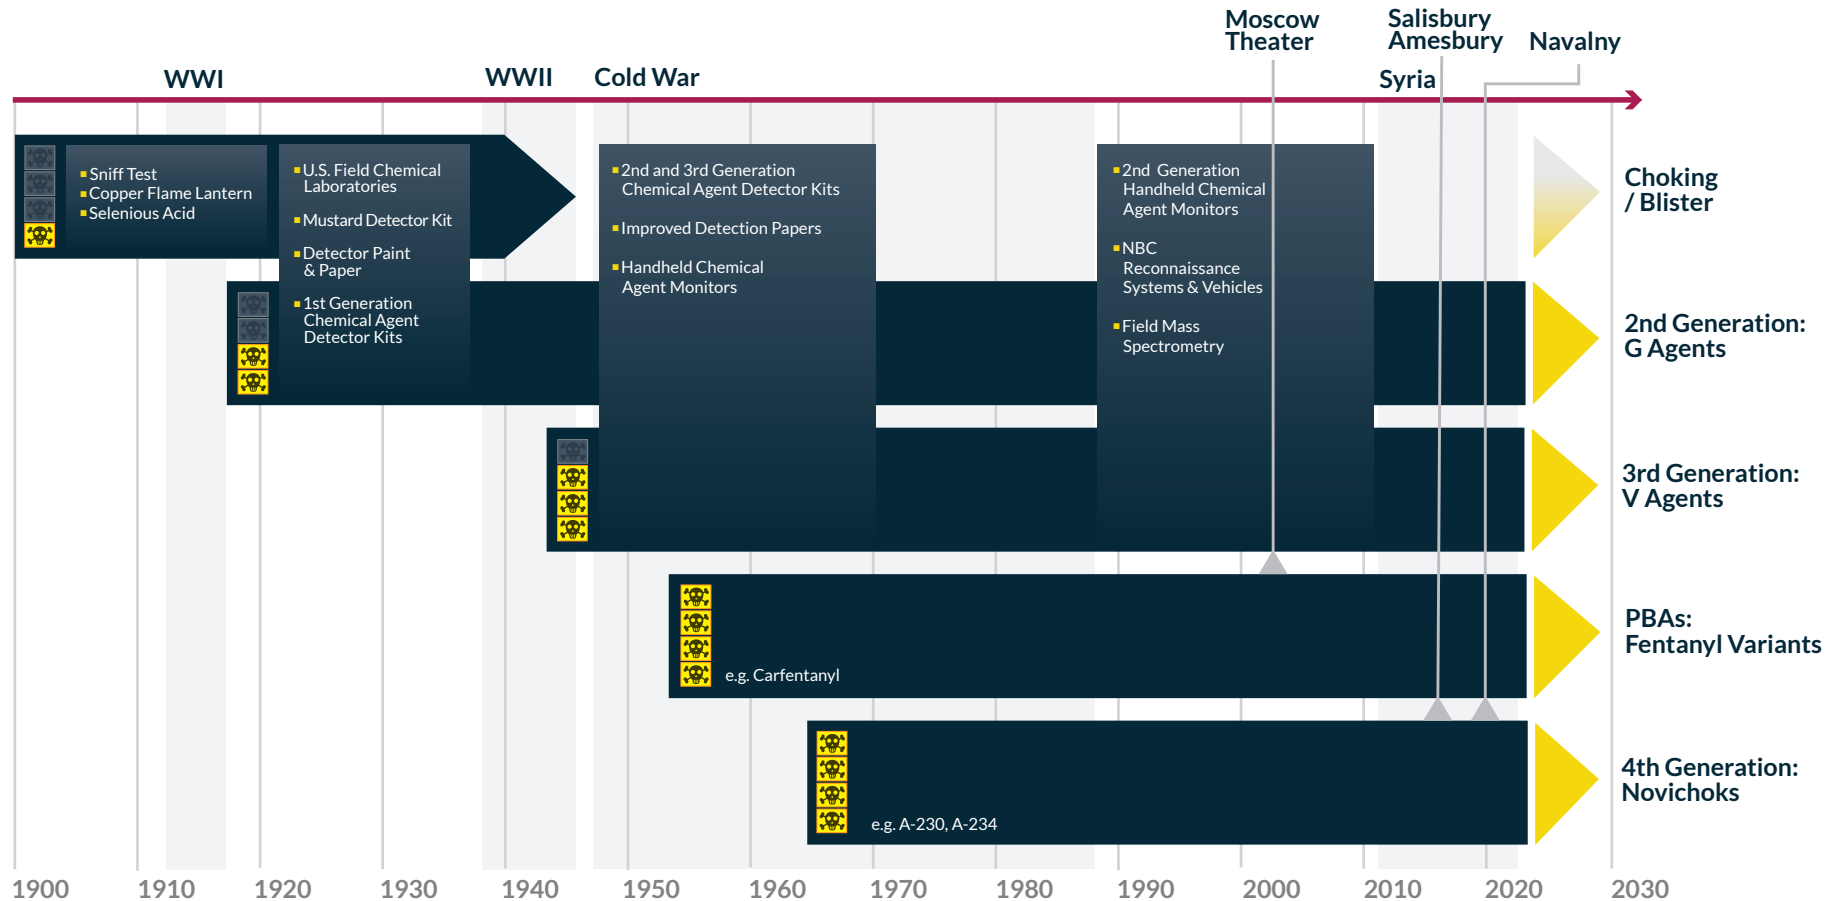 Moscow
Theater
Salisbury
Amesbury
Navalny
WWI
WWII
Cold War
Syria
Sniff Test
Copper Flame Lantern
Selenious Acid
U.S. Field Chemical
Laboratories
Mustard Detector Kit
Detector Paint
& Paper
1st Generation
Chemical Agent
Detector Kits
2nd and 3rd Generation
Chemical Agent Detector Kits
Improved Detection Papers
Handheld Chemical
Agent Monitors
2nd Generation
Handheld Chemical
Agent Monitors
NBC
Reconnaissance
Systems & Vehicles
Field Mass
Spectrometry
Choking
/ Blister
2nd Generation:
G Agents
3rd Generation:
V Agents
e.g. Carfentanyl
PBAs:
Fentanyl Variants
e.g. A-230, A-234
4th Generation:
Novichoks
1900 1910 1920 1930 1940 1950 1960 1970 1980 1990 2000 2010 2020 2030